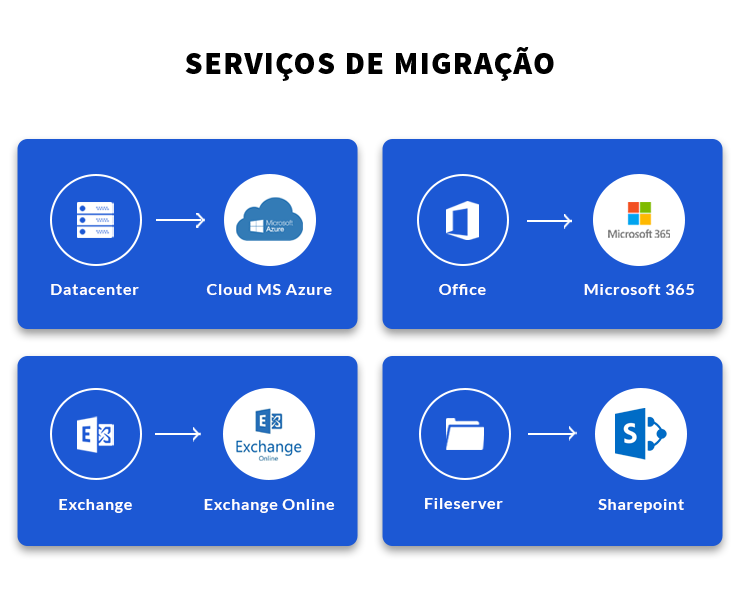 SERVIÇOS DE MIGRAÇÃO
Microsoft
Azure
Datacenter
Cloud MS Azure
Microsoft 365
Office
Microsoft 365
E
Exchange
Online
Exchange
Exchange Online
S
Fileserver
Sharepoint